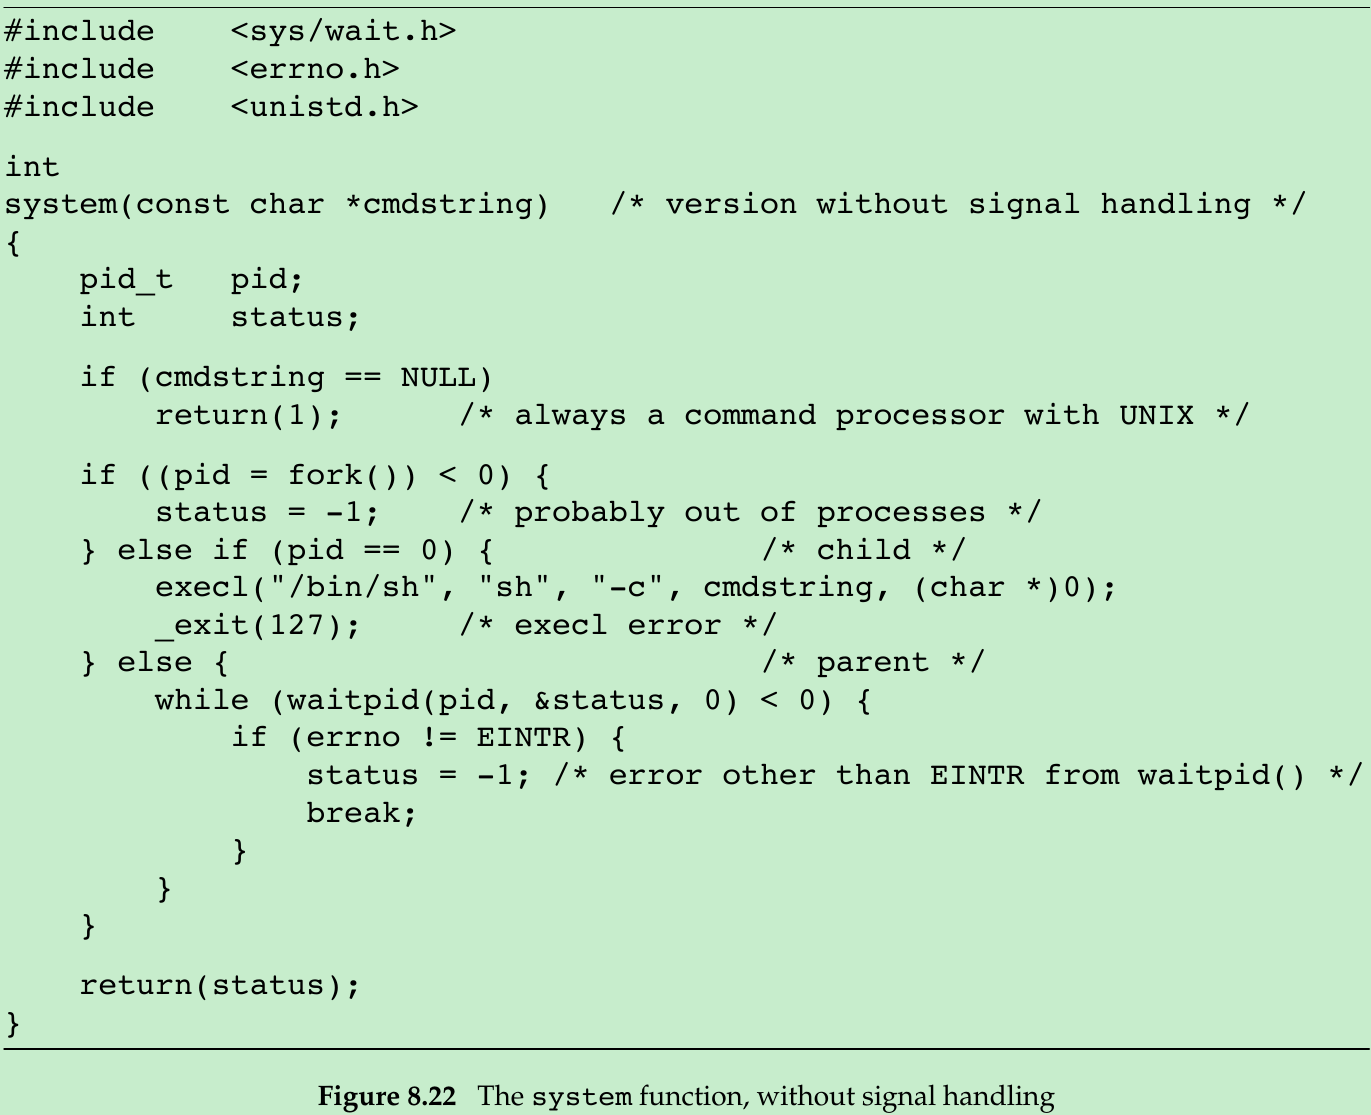 #include    <sys/wait.h>
#include    <errno.h>
#include    <unistd.h>
int
system(const char *cmdstring)   /* version without signal handling */
{
    pid_t   pid;
    int     status;
    if (cmdstring == NULL)
        return(1);      /* always a command processor with UNIX */
    if ((pid = fork()) < 0) {
        status = -1;    /* probably out of processes */
    } else if (pid == 0) {              /* child */
        execl("/bin/sh", "sh", "-c", cmdstring, (char *)0);
        _exit(127);     /* execl error */
    } else {                            /* parent */
        while (waitpid(pid, &status, 0) < 0) {
            if (errno != EINTR) {
                status = -1; /* error other than EINTR from waitpid() */
                break;
            }
        }
    }
    return(status);
}
Figure 8.22   The system function, without signal handling